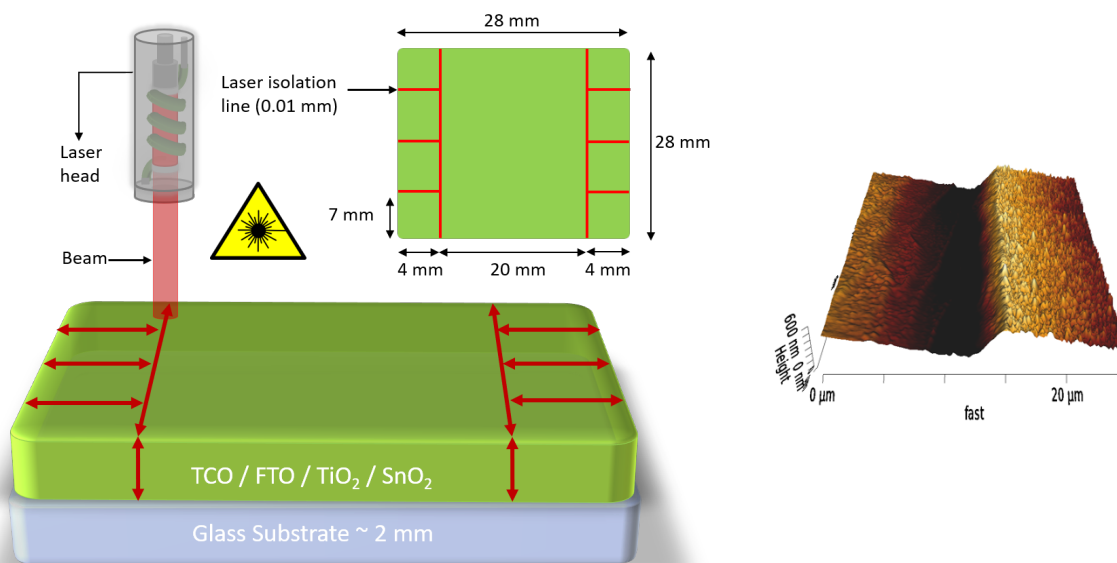 28 mm
Laser isolation
line (0.01 mm)
Laser
head
28 mm
7 mm
Beam
4 mm
20 mm
4 mm
TCO / FTO / TiO₂ / SnO₂
Glass Substrate ~ 2 mm
600 nm
0 nm
Height
0 µm
fast
20 µm